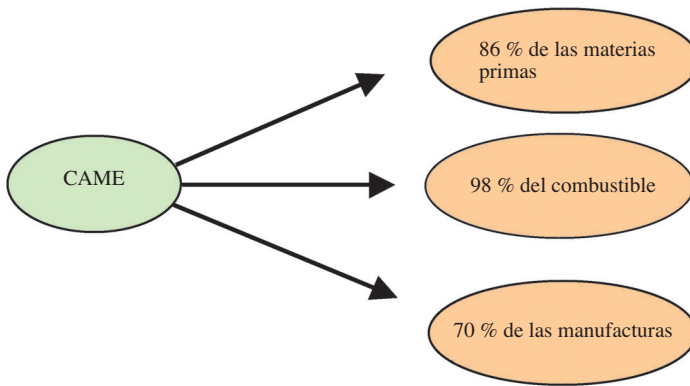 86 % de las materias
primas
CAME
98 % del combustible
70 % de las manufacturas